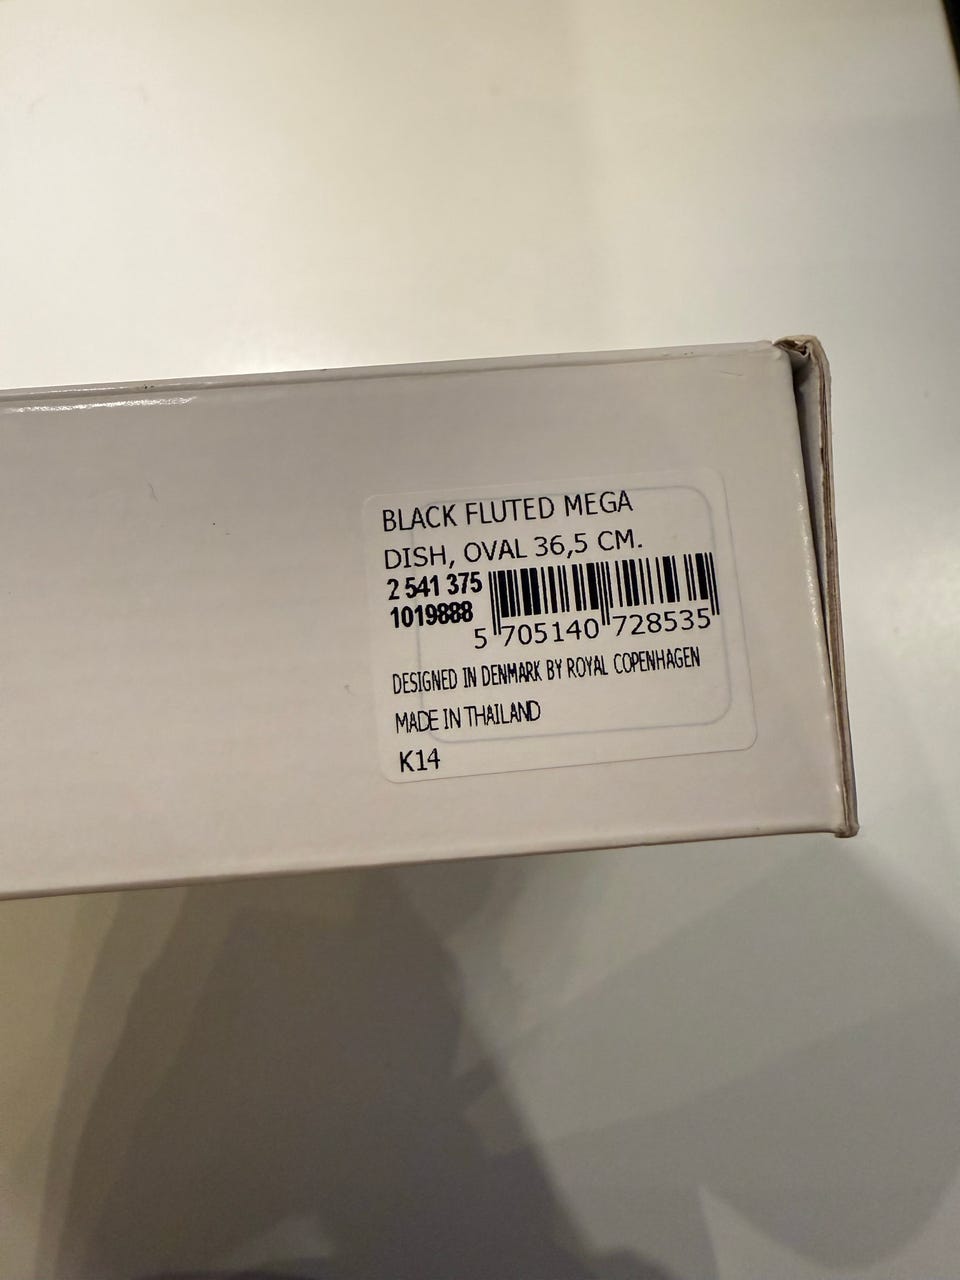 BLACK FLUTED MEGA
DISH, OVAL 36,5 CM.
2 541 375
1019888
5 705140 728535
DESIGNED IN DENMARK BY ROYAL COPENHAGEN
MADE IN THAILAND
K14